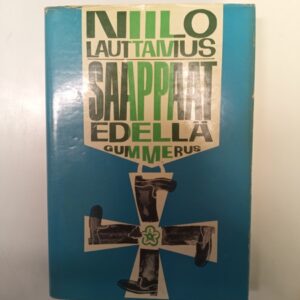 NIILO
LAUTTAMUS
SAAPPAAT
EDELLÄ
GUMMERUS